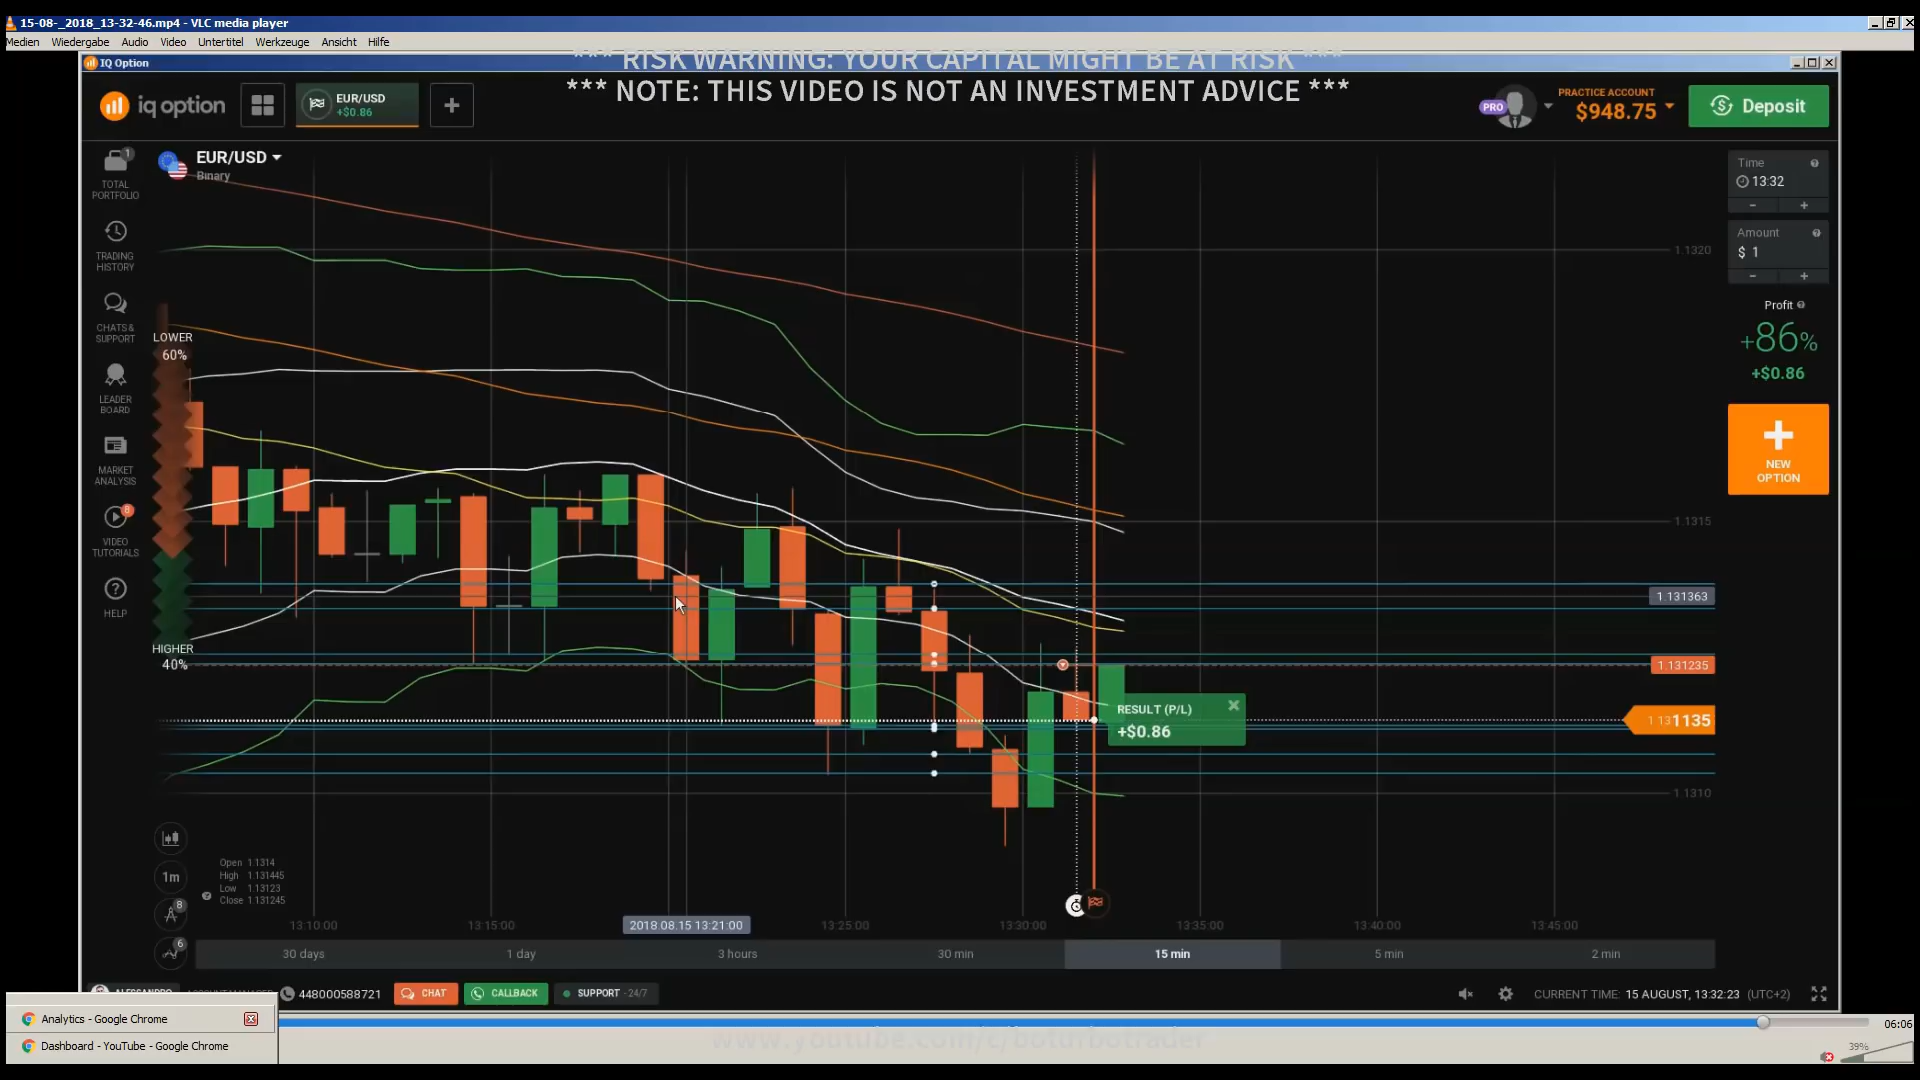 15-08-_2018_13-32-46.mp4 - VLC media player
Medien Wiedergabe Audio Video Untertitel Werkzeuge Ansicht Hilfe
*** RISK WARNING: YOUR CAPITAL MIGHT BE AT RISK ***
IQ Option
*** NOTE: THIS VIDEO IS NOT AN INVESTMENT ADVICE ***
iq option
EUR/USD
+$0.86
PRO
PRACTICE ACCOUNT
$948.75
Deposit
1
TOTAL
PORTFOLIO
EUR/USD
Binary
Time
13:32
- +
TRADING
HISTORY
Amount
$ 1
- +
1.1320
CHATS &
SUPPORT
LOWER
60%
Profit
+86%
+$0.86
LEADER
BOARD
MARKET
ANALYSIS
NEW
OPTION
8
VIDEO
TUTORIALS
1.1315
HELP
1.131363
HIGHER
40%
1.131235
RESULT (P/L)
+$0.86
1.131135
1.1310
1m
Open 1.1314
High 1.131445
Low 1.13123
Close 1.131245
8
6
13:10:00 13:15:00 2018.08.15 13:21:00 13:25:00 13:30:00 13:35:00 13:40:00 13:45:00
30 days 1 day 3 hours 30 min 15 min 5 min 2 min
448000588721 CHAT CALLBACK SUPPORT - 24/7
CURRENT TIME: 15 AUGUST, 13:32:23 (UTC+2)
Analytics - Google Chrome
06:06
Dashboard - YouTube - Google Chrome
39%